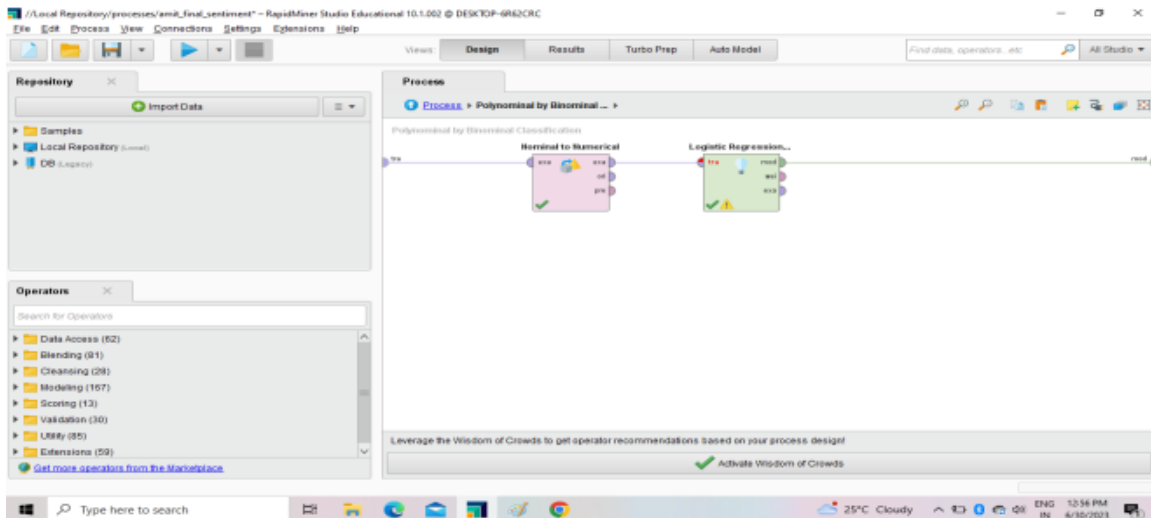 //Local Repository/processes/amit_final_sentiment* – RapidMiner Studio Educational 10.1.002 @ DESKTOP-6R62CRC
File Edit Process View Connections Settings Extensions Help
Views: Design Results Turbo Prep Auto Model Find data, operators...etc All Studio
Repository
Import Data
Samples
Local Repository (Local)
DB (Legacy)
Operators
Search for Operators
Data Access (62)
Blending (81)
Cleansing (28)
Modeling (167)
Scoring (13)
Validation (30)
Utility (85)
Extensions (59)
Get more operators from the Marketplace
Process
Process Polynominal by Binominal ...
Polynominal by Binominal Classification
Nominal to Numerical Logistic Regression...
tra exa exa tra mod mod
ori wei
pre exa
Leverage the Wisdom of Crowds to get operator recommendations based on your process design!
Activate Wisdom of Crowds
Type here to search 25°C Cloudy ENG 12:56 PM
IN 6/30/2023